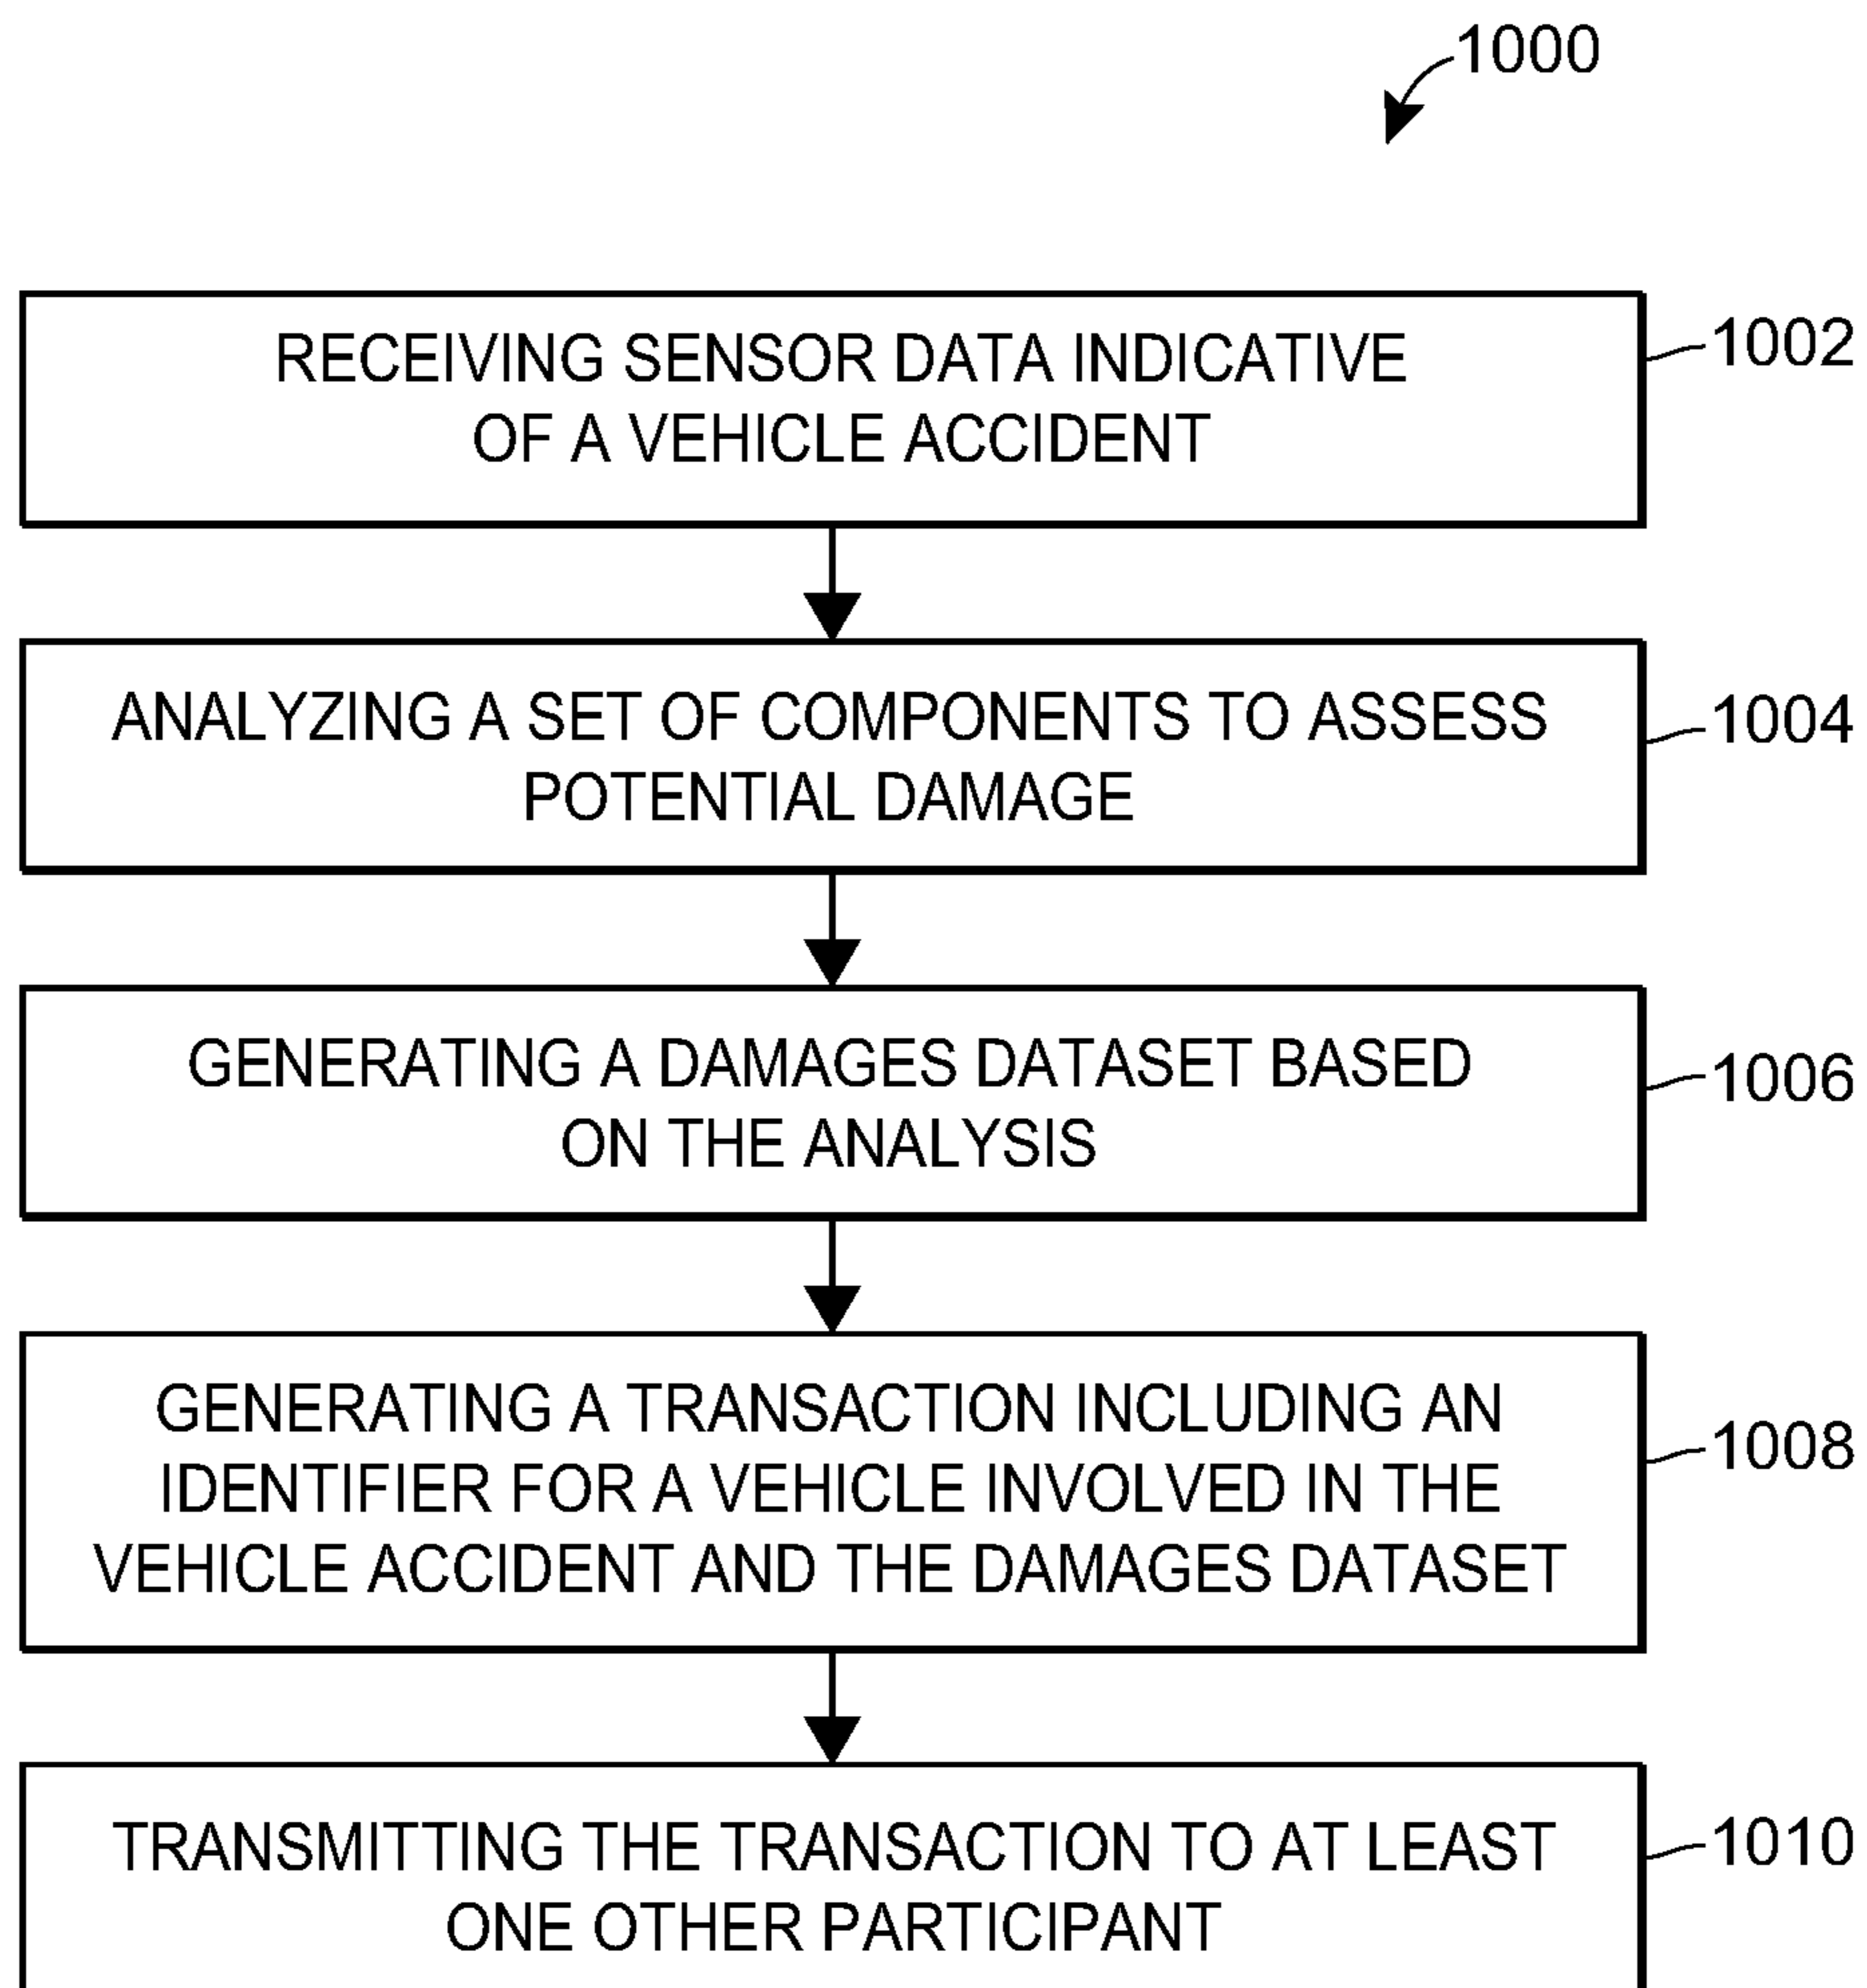 1000
RECEIVING SENSOR DATA INDICATIVE
OF A VEHICLE ACCIDENT
1002
ANALYZING A SET OF COMPONENTS TO ASSESS
POTENTIAL DAMAGE
1004
GENERATING A DAMAGES DATASET BASED
ON THE ANALYSIS
1006
GENERATING A TRANSACTION INCLUDING AN
IDENTIFIER FOR A VEHICLE INVOLVED IN THE
VEHICLE ACCIDENT AND THE DAMAGES DATASET
1008
TRANSMITTING THE TRANSACTION TO AT LEAST
ONE OTHER PARTICIPANT
1010